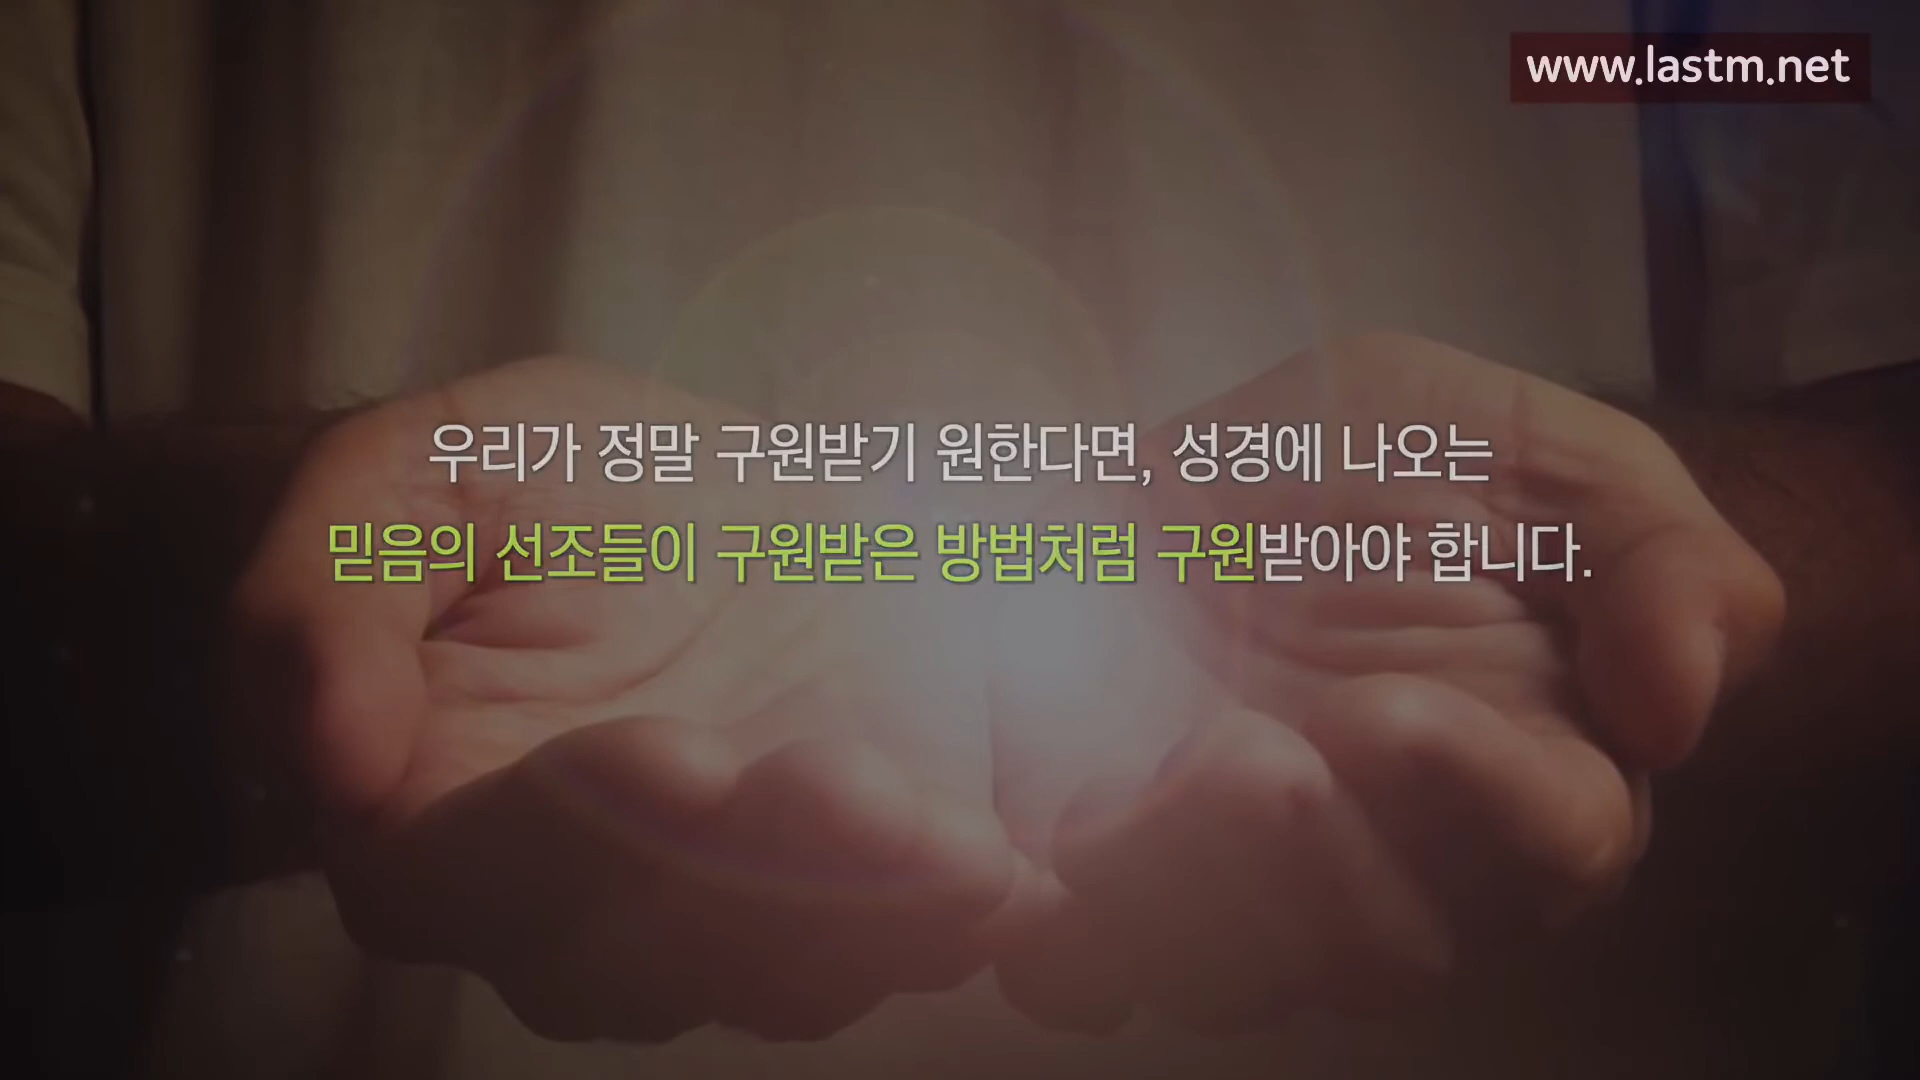 www.lastm.net
우리가 정말 구원받기 원한다면, 성경에 나오는
믿음의 선조들이 구원받은 방법처럼 구원받아야 합니다.